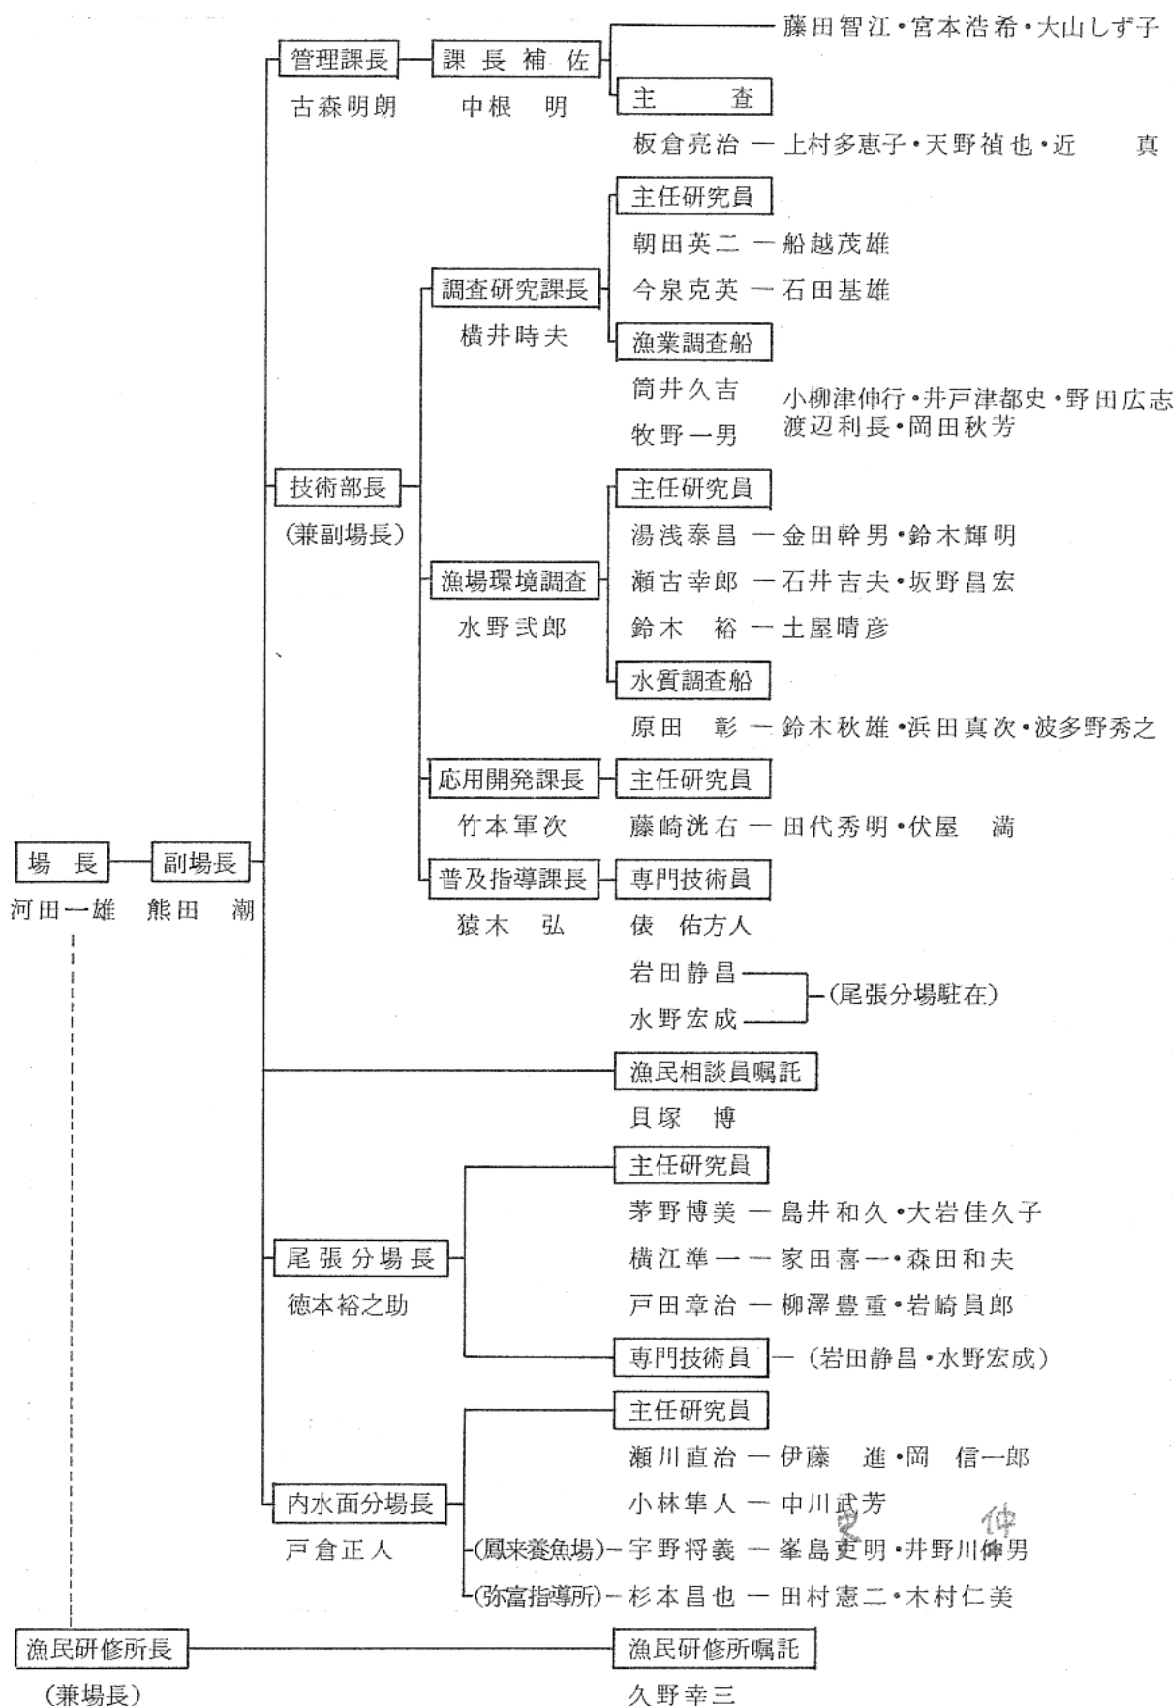 藤田智江・宮本浩希・大山しず子
管理課長 課長補佐
主 査
古森明朗 中根 明
板倉亮治 ― 上村多恵子・天野禎也・近 真
主任研究員
朝田英二 ― 船越茂雄
調査研究課長
今泉克英 ― 石田基雄
横井時夫
漁業調査船
筒井久吉
小柳津伸行・井戸津都史・野田広志
牧野一男
渡辺利長・岡田秋芳
技術部長
主任研究員
(兼副場長)
湯浅泰昌 ― 金田幹男・鈴木輝明
漁場環境調査
瀬古幸郎 ― 石井吉夫・坂野昌宏
水野弐郎
鈴木 裕 ― 土屋晴彦
水質調査船
原田 彰 ― 鈴木秋雄・浜田真次・波多野秀之
応用開発課長 主任研究員
竹本軍次
藤崎洸右 ― 田代秀明・伏屋 満
場 長 副場長
普及指導課長 専門技術員
河田一雄 熊田 潮
猿木 弘
俵 佑方人
岩田静昌
(尾張分場駐在)
水野宏成
漁民相談員嘱託
貝塚 博
主任研究員
茅野博美 ― 島井和久・大岩佳久子
尾張分場長
横江準一 ― 家田喜一・森田和夫
徳本裕之助
戸田章治 ― 柳澤豊重・岩崎員郎
専門技術員 ― (岩田静昌・水野宏成)
主任研究員
瀬川直治 ― 伊藤 進・岡 信一郎
内水面分場長
小林隼人 ― 中川武芳
史 伸
戸倉正人
(鳳来養魚場) ― 宇野将義 ― 峯島史明・井野川伸男
(弥富指導所) ― 杉本昌也 ― 田村憲二・木村仁美
漁民研修所長 漁民研修所嘱託
(兼場長)
久野幸三